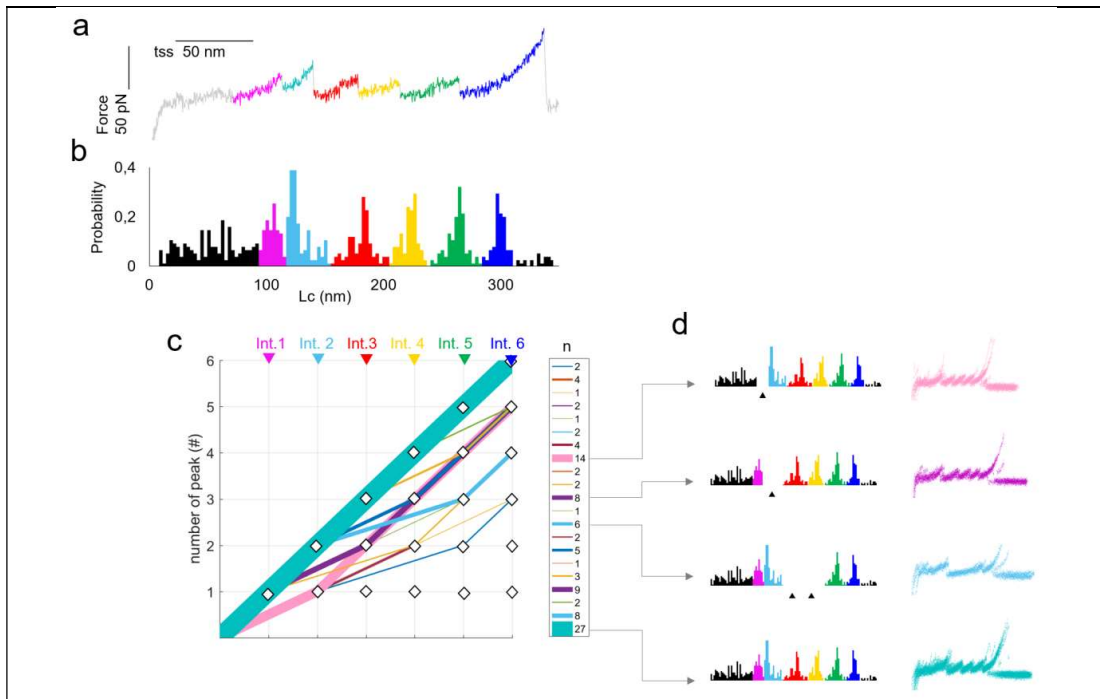 a
tss 50 nm
Force
50 pN
b
Probability
0,4
0,2
0
0 100 200 300
Lc (nm)
c
Int.1 Int. 2 Int.3 Int. 4 Int. 5 Int. 6
n
d
number of peak (#)
6
5
4
3
2
1
2
4
1
2
1
2
4
14
2
2
8
1
6
2
5
1
3
9
2
8
27